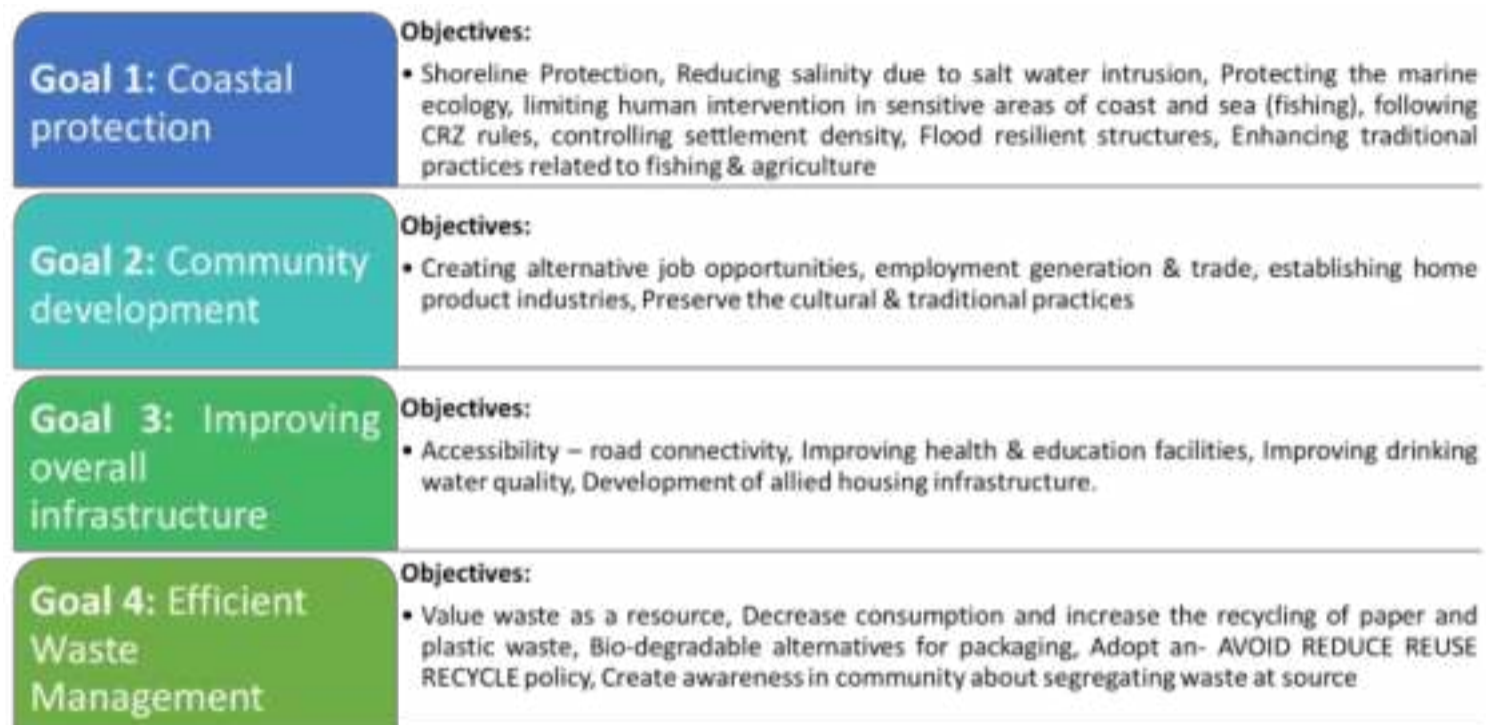 Goal 1: Coastal
protection
Objectives:
• Shoreline Protection, Reducing salinity due to salt water intrusion, Protecting the marine
ecology, limiting human intervention in sensitive areas of coast and sea (fishing), following
CRZ rules, controlling settlement density, Flood resilient structures, Enhancing traditional
practices related to fishing & agriculture
Goal 2: Community
development
Objectives:
• Creating alternative job opportunities, employment generation & trade, establishing home
product industries, Preserve the cultural & traditional practices
Goal 3: Improving
overall
infrastructure
Objectives:
• Accessibility – road connectivity, Improving health & education facilities, Improving drinking
water quality, Development of allied housing infrastructure.
Goal 4: Efficient
Waste
Management
Objectives:
• Value waste as a resource, Decrease consumption and increase the recycling of paper and
plastic waste, Bio-degradable alternatives for packaging, Adopt an- AVOID REDUCE REUSE
RECYCLE policy, Create awareness in community about segregating waste at source